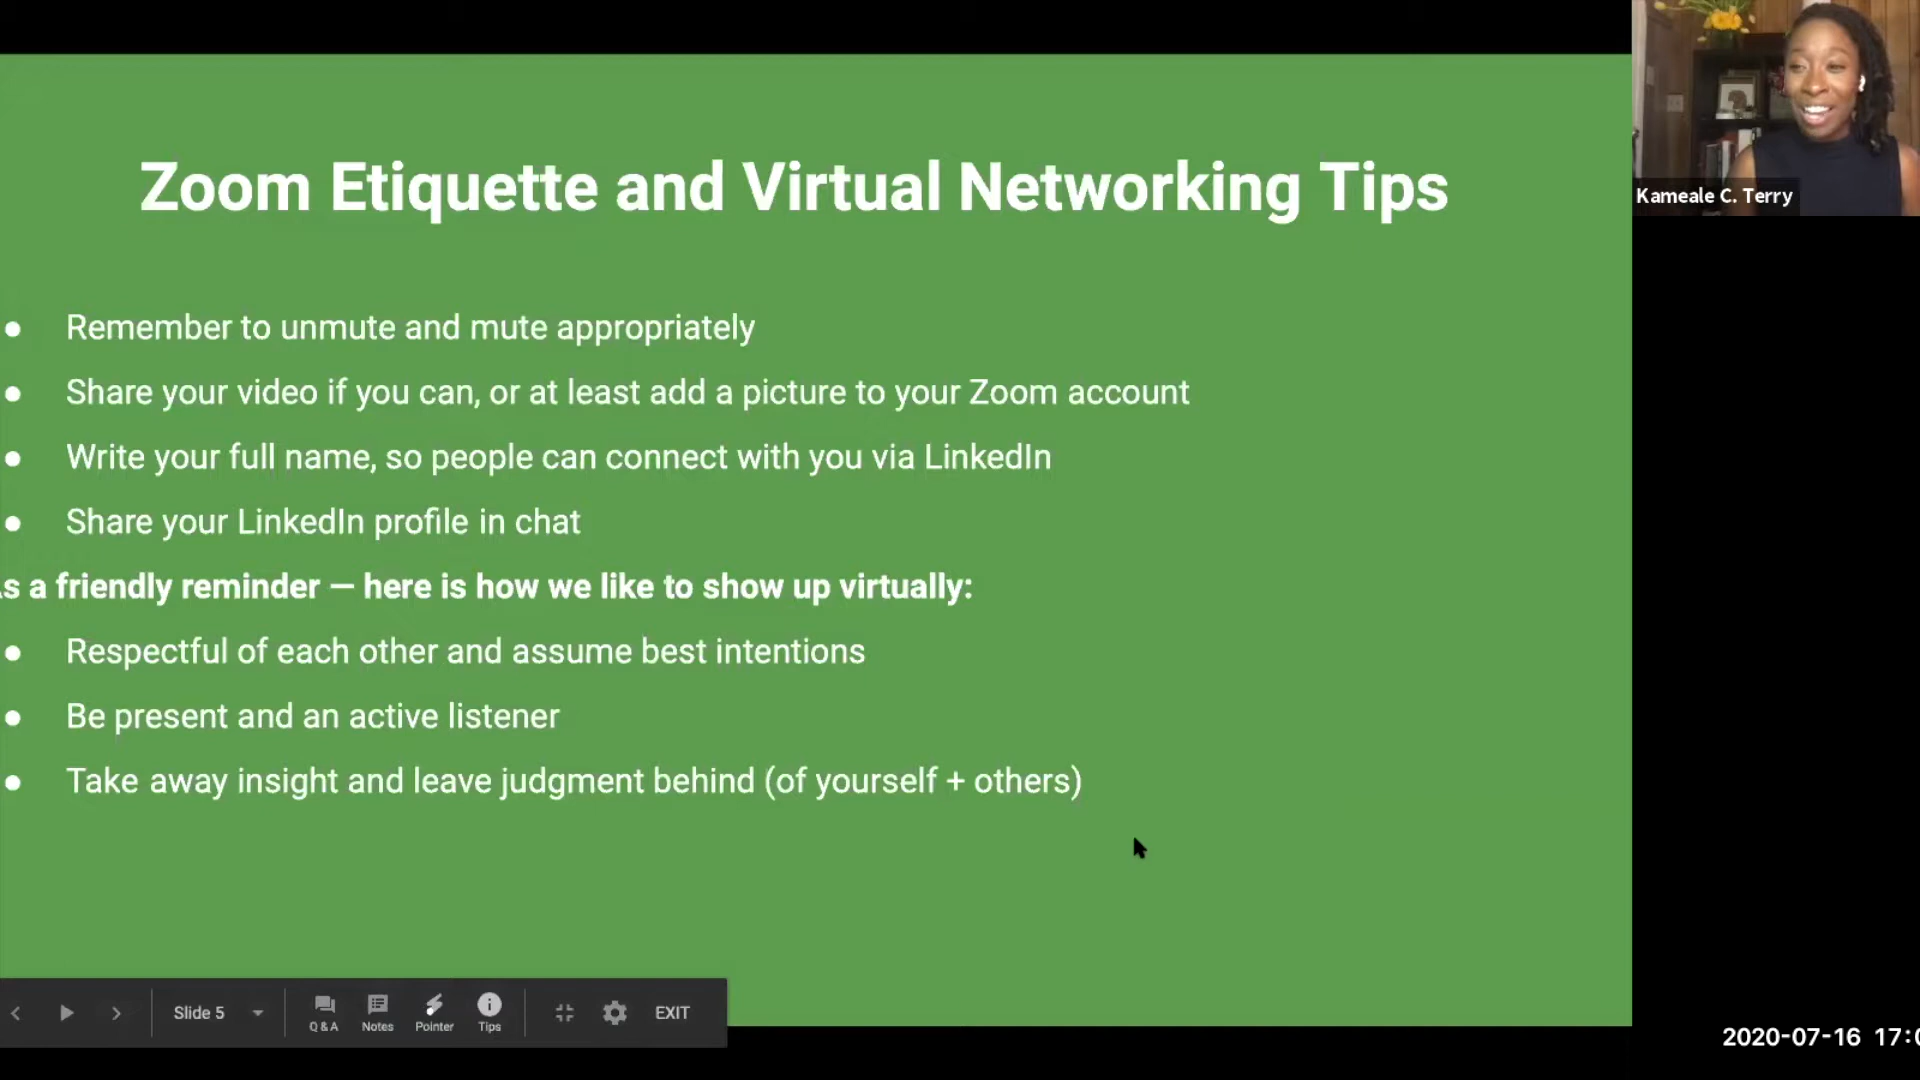 Zoom Etiquette and Virtual Networking Tips
● Remember to unmute and mute appropriately
● Share your video if you can, or at least add a picture to your Zoom account
● Write your full name, so people can connect with you via LinkedIn
● Share your LinkedIn profile in chat
s a friendly reminder — here is how we like to show up virtually:
● Respectful of each other and assume best intentions
● Be present and an active listener
● Take away insight and leave judgment behind (of yourself + others)
Kameale C. Terry
Slide 5
Q & A
Notes
Pointer
Tips
EXIT
2020-07-16 17:0